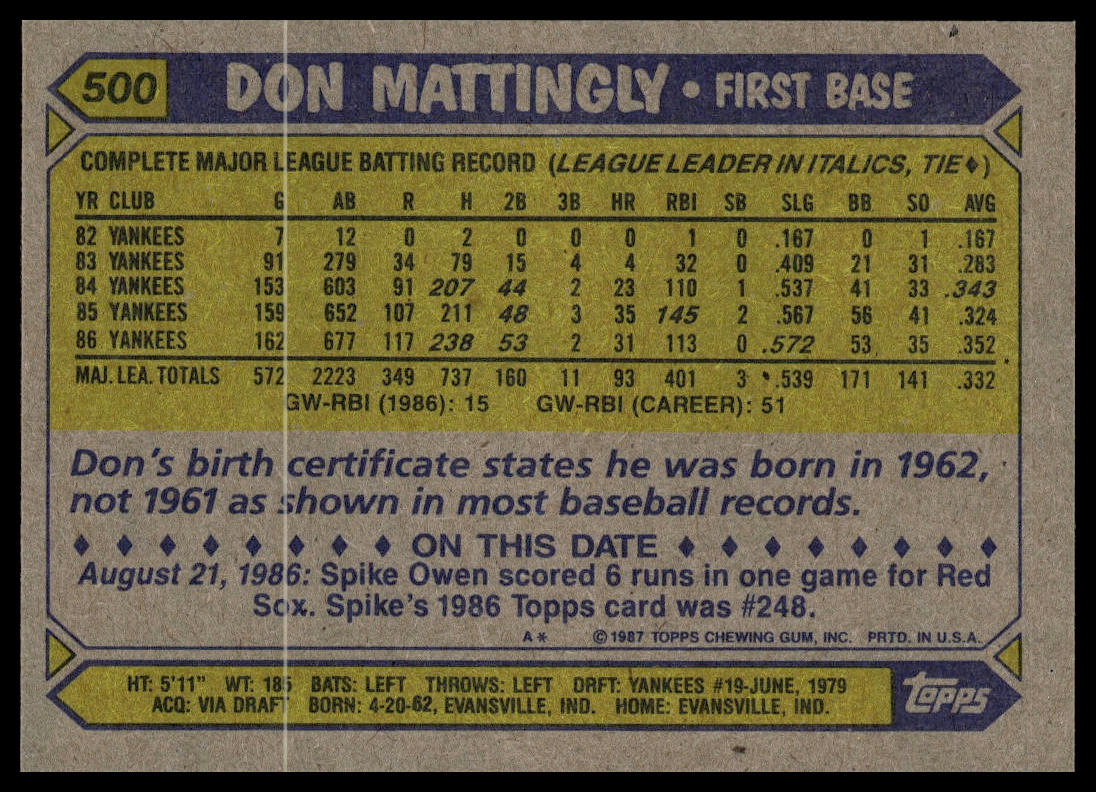 500 DON MATTINGLY • FIRST BASE
COMPLETE MAJOR LEAGUE BATTING RECORD (LEAGUE LEADER IN ITALICS, TIE♦)
YR CLUB G AB R H 2B 3B HR RBI SB SLG BB SO AVG
82 YANKEES 7 12 0 2 0 0 0 1 0 .167 0 1 .167
83 YANKEES 91 279 34 79 15 4 4 32 0 .409 21 31 .283
84 YANKEES 153 603 91 207 44 2 23 110 1 .537 41 33 .343
85 YANKEES 159 652 107 211 48 3 35 145 2 .567 56 41 .324
86 YANKEES 162 677 117 238 53 2 31 113 0 .572 53 35 .352
MAJ. LEA. TOTALS 572 2223 349 737 160 11 93 401 3 .539 171 141 .332
GW-RBI (1986): 15 GW-RBI (CAREER): 51
Don's birth certificate states he was born in 1962,
not 1961 as shown in most baseball records.
♦ ♦ ♦ ♦ ♦ ♦ ♦ ♦ ON THIS DATE ♦ ♦ ♦ ♦ ♦ ♦ ♦ ♦
August 21, 1986: Spike Owen scored 6 runs in one game for Red
Sox. Spike's 1986 Topps card was #248.
A* ©1987 TOPPS CHEWING GUM, INC. PRTD. IN U.S.A.
HT: 5'11" WT: 185 BATS: LEFT THROWS: LEFT DRFT: YANKEES #19-JUNE, 1979
ACQ: VIA DRAFT BORN: 4-20-62, EVANSVILLE, IND. HOME: EVANSVILLE, IND.
topps